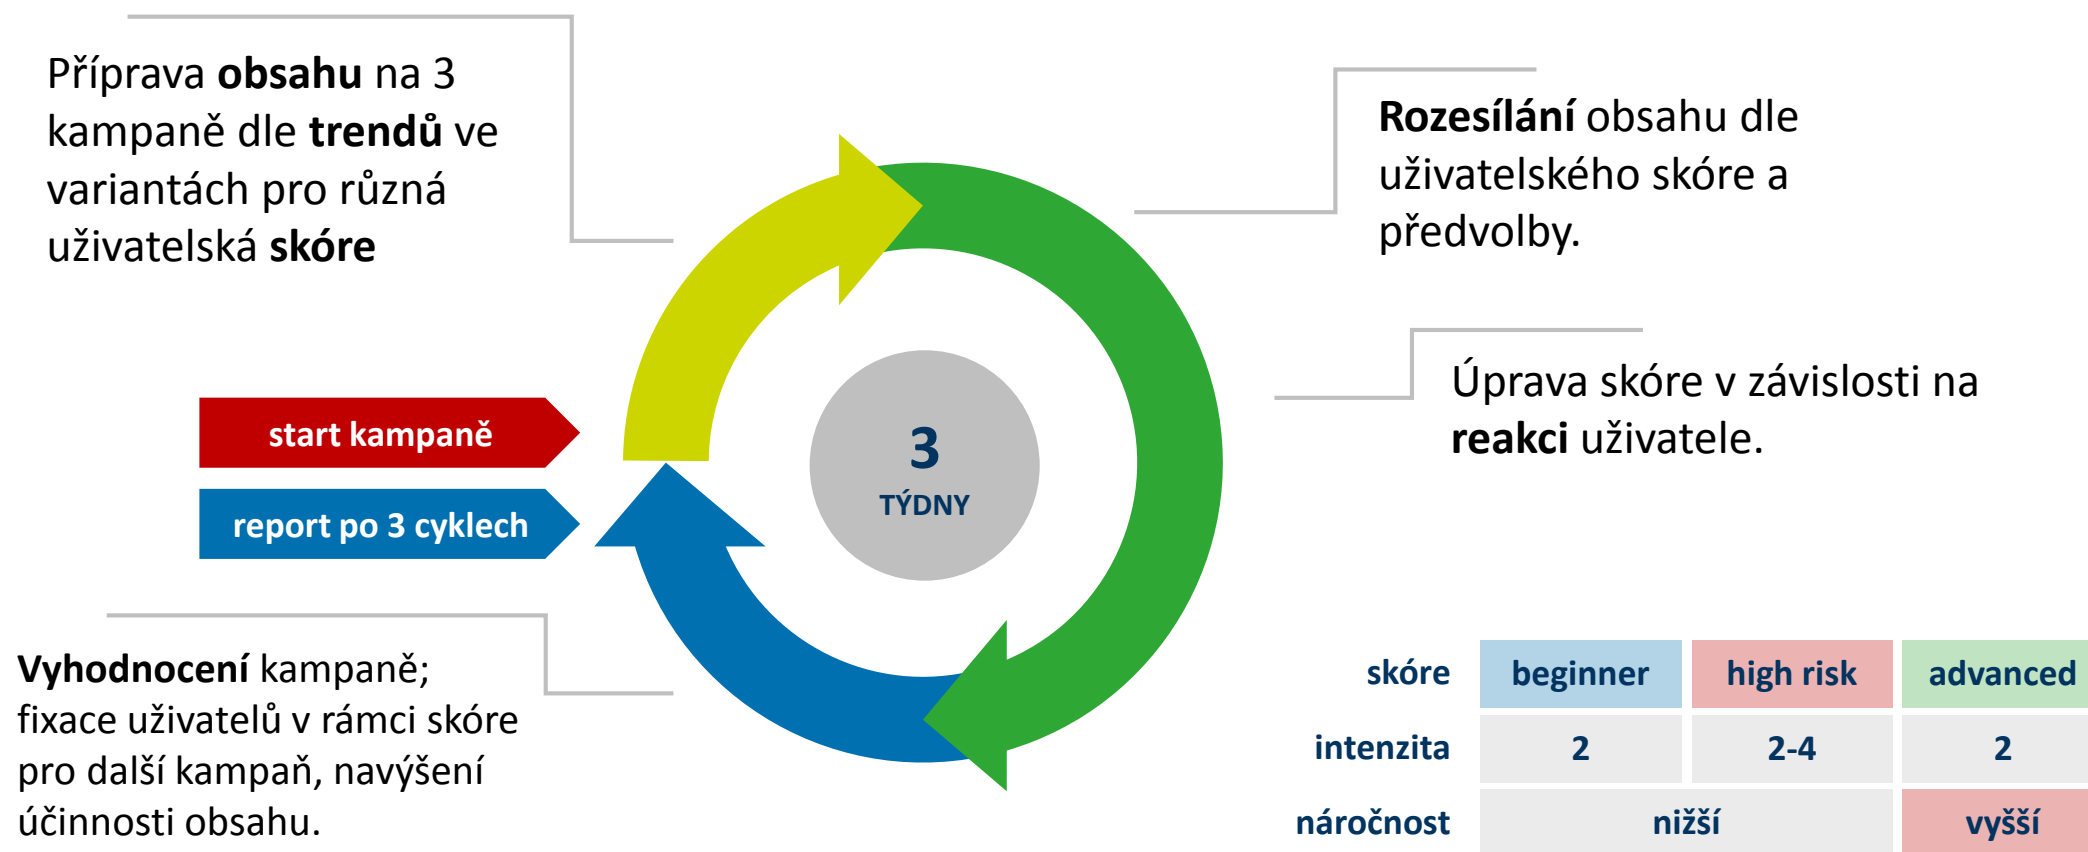 Příprava obsahu na 3
kampaně dle trendů ve
variantách pro různá
uživatelská skóre
Rozesílání obsahu dle
uživatelského skóre a
předvolby.
Úprava skóre v závislosti na
reakci uživatele.
start kampaně
report po 3 cyklech
3
TÝDNY
Vyhodnocení kampaně;
fixace uživatelů v rámci skóre
pro další kampaň, navýšení
účinnosti obsahu.
skóre beginner high risk advanced
intenzita 2 2-4 2
náročnost nižší vyšší